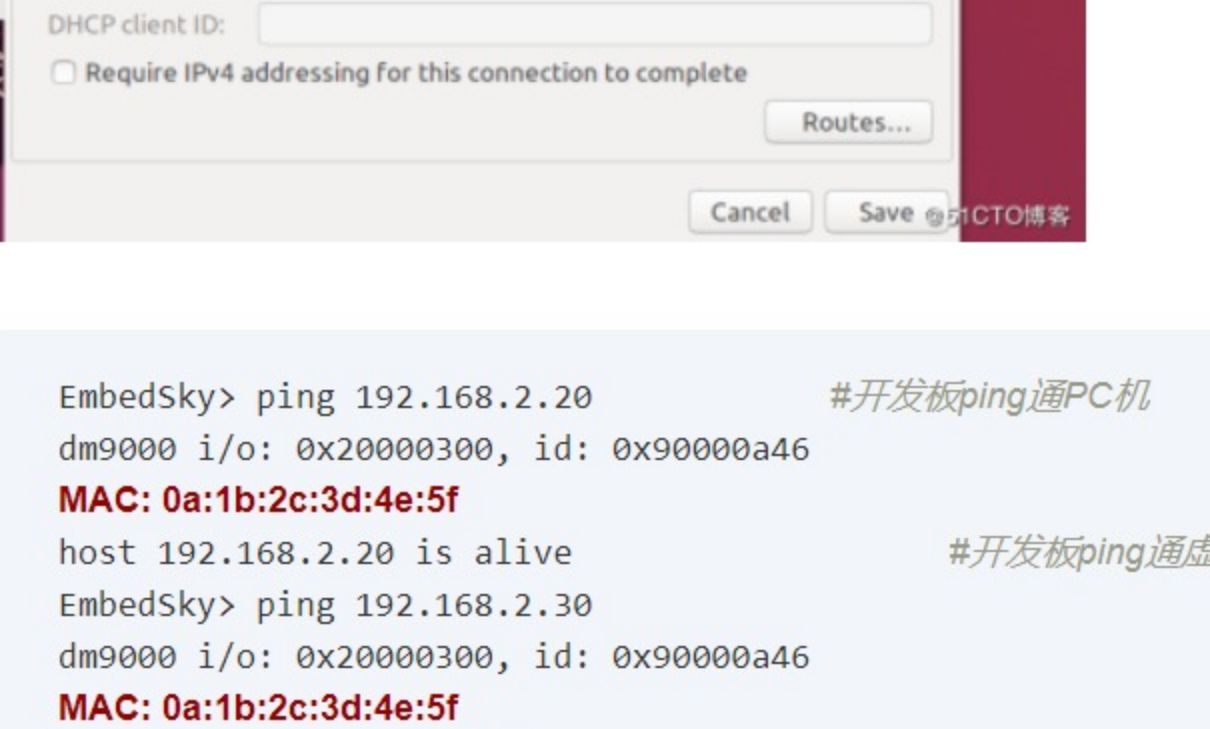 DHCP client ID:
Require IPv4 addressing for this connection to complete
Routes...
Cancel Save @51CTO博客
EmbedSky> ping 192.168.2.20 #开发板ping通PC机
dm9000 i/o: 0x20000300, id: 0x90000a46
MAC: 0a:1b:2c:3d:4e:5f
host 192.168.2.20 is alive #开发板ping通虚
EmbedSky> ping 192.168.2.30
dm9000 i/o: 0x20000300, id: 0x90000a46
MAC: 0a:1b:2c:3d:4e:5f